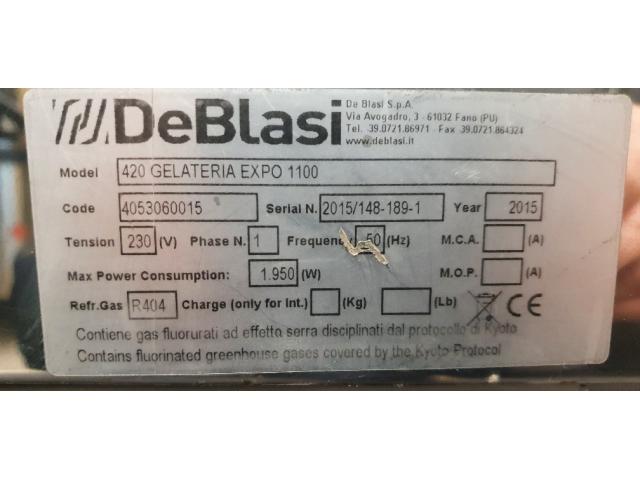 DeBlasi
De Blasi S.p.A.
Via Avogadro, 3 - 61032 Fano (PU)
Tel. .39.0721.86971 - Fax .39.0721.864324
www.deblasi.it
Model 420 GELATERIA EXPO 1100
Code 4053060015 Serial N. 2015/148-189-1 Year 2015
Tension 230 (V) Phase N. 1 Frequency 50 (Hz) M.C.A. (A)
Max Power Consumption: 1.950 (W) M.O.P. (A)
Refr.Gas R404 Charge (only for Int.) (Kg) (Lb) CE
Contiene gas fluorurati ad effetto serra disciplinati dal protocollo di Kyoto
Contains fluorinated greenhouse gases covered by the Kyoto Protocol